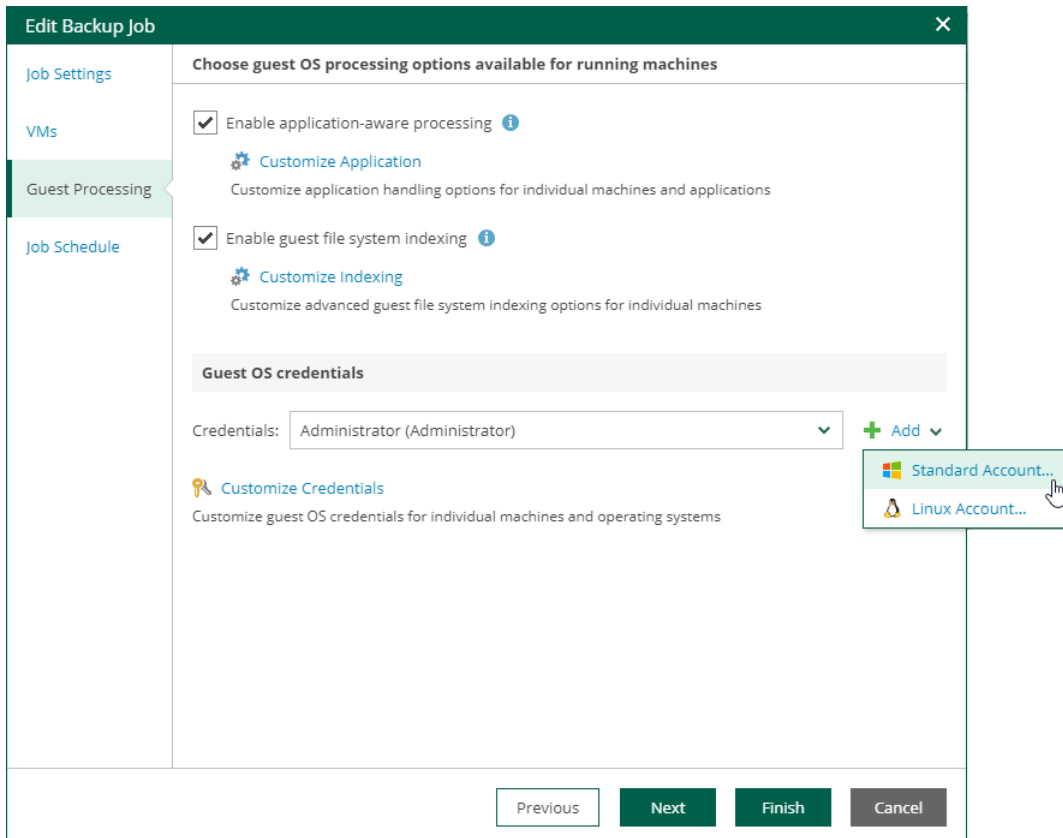 Edit Backup Job
Job Settings
VMs
Guest Processing
Job Schedule
Choose guest OS processing options available for running machines
Enable application-aware processing
Customize Application
Customize application handling options for individual machines and applications
Enable guest file system indexing
Customize Indexing
Customize advanced guest file system indexing options for individual machines
Guest OS credentials
Credentials: Administrator (Administrator) Add
Standard Account...
Linux Account...
Customize Credentials
Customize guest OS credentials for individual machines and operating systems
Previous Next Finish Cancel